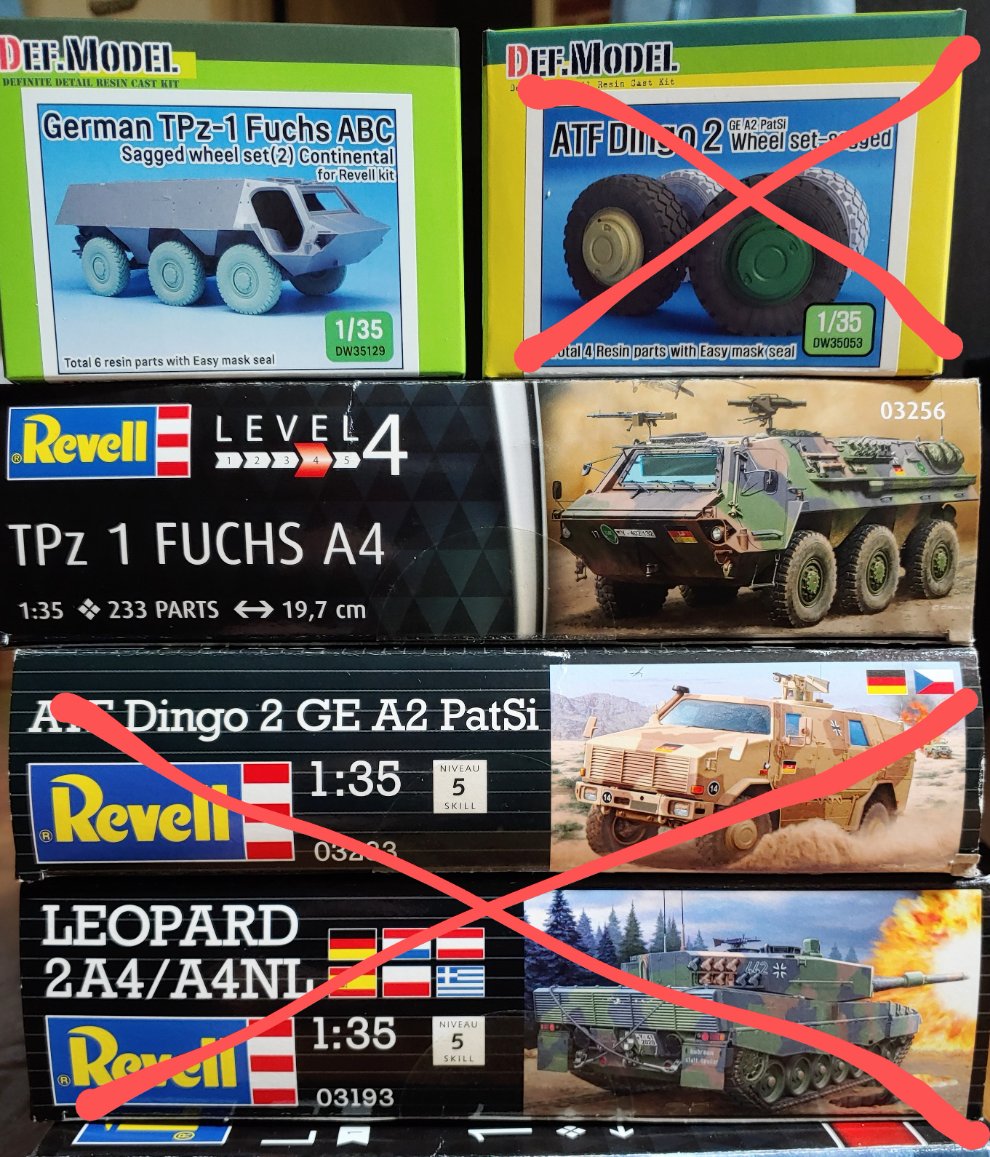 DEF.MODEL
DEFINITE DETAIL RESIN CAST KIT
German TPz-1 Fuchs ABC
Sagged wheel set(2) Continental
for Revell kit
1/35
DW35129
Total 6 resin parts with Easy mask seal
DEF.MODEL
Resin Cast Kit
ATF Dingo 2 GE A2 PatSi
Wheel set-sagged
1/35
DW35053
Total 4 Resin parts with Easy mask seal
®Revell
LEVEL 4
1 2 3 4 5
03256
TPz 1 FUCHS A4
1:35 ❖ 233 PARTS ↔ 19,7 cm
ATF Dingo 2 GE A2 PatSi
®Revell
1:35
NIVEAU
5
SKILL
14
14
LEOPARD
2A4/A4NL
®Revell
1:35
NIVEAU
5
SKILL
03193